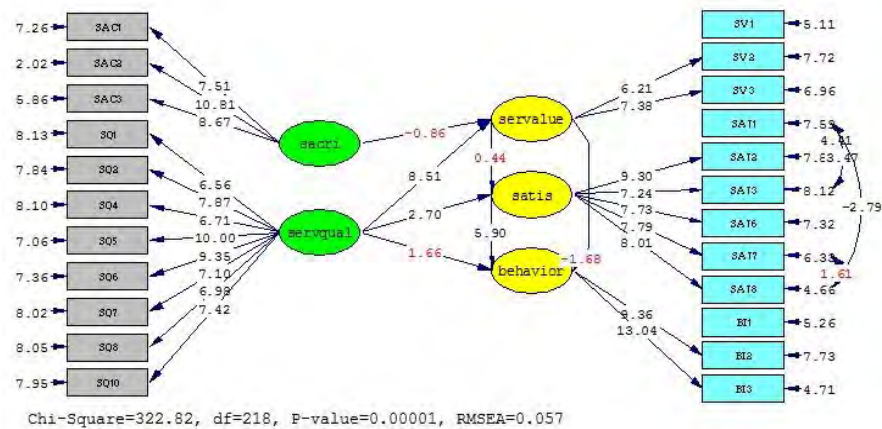 7.26 SAC1
2.02 SAC2
5.86 SAC3
8.13 SQ1
7.84 SQ2
8.10 SQ4
7.06 SQ5
7.36 SQ6
8.02 SQ7
8.05 SQ8
7.95 SQ10
7.51
10.81
8.67
6.56
7.87
6.71
10.00
9.35
7.10
6.98
7.42
sacri
servqual
-0.86
8.51
2.70
1.66
servalue
0.44
satis
5.90
behavior
-1.68
6.21
7.38
9.30
7.24
7.73
7.79
8.01
9.36
13.04
SV1 5.11
SV2 7.72
SV3 6.96
SAT1 7.59
SAT2
SAT3 8.12
SAT6 7.32
SAT7 6.33
SAT8 4.66
BI1 5.26
BI2 7.73
BI3 4.71
4.41
-2.79
1.61
Chi-Square=322.82, df=218, P-value=0.00001, RMSEA=0.057